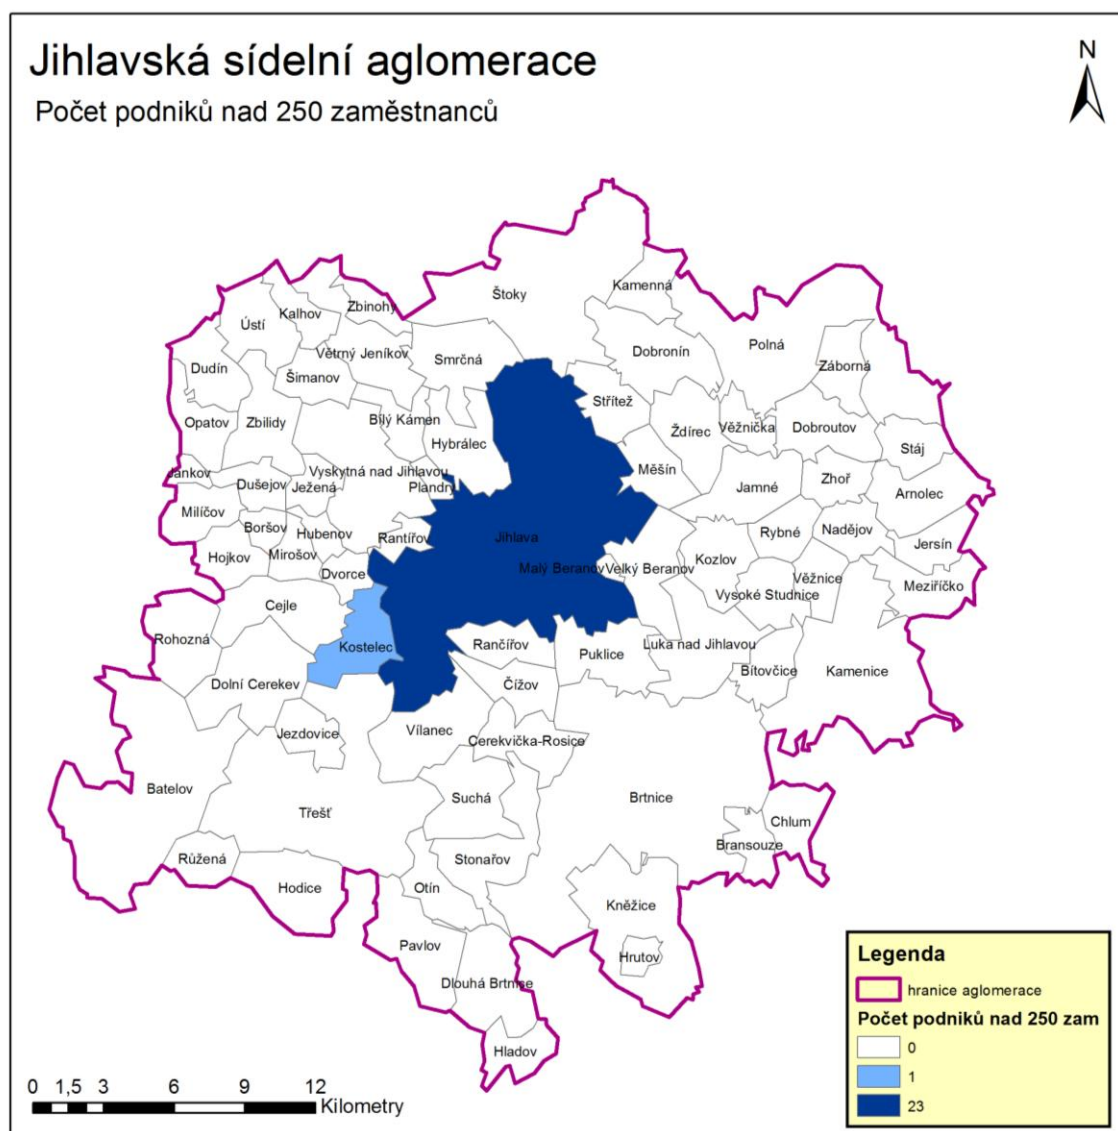 Jihlavská sídelní aglomerace
Počet podniků nad 250 zaměstnanců
N
Kamenná
Štoky
Zbinohy
Kalhov
Ústí
Polná
Dobronín
Větrný Jeníkov
Smrčná
Záborná
Dudín
Šimanov
Střítež
Opatov
Zbilidy
Bílý Kámen
Věžnička
Dobroutov
Ždírec
Hybrálec
Stáj
Jankov
Vyskytná nad Jihlavou
Měšín
Dušejov
Ježená
Plandry
Jamné
Zhoř
Arnolec
Milíčov
Boršov
Hubenov
Rantířov
Jihlava
Rybné
Nadějov
Jersín
Hojkov
Mirošov
Dvorce
Malý Beranov
Velký Beranov
Kozlov
Věžnice
Meziříčko
Vysoké Studnice
Cejle
Rohozná
Kostelec
Rančířov
Puklice
Luka nad Jihlavou
Bítovčice
Kamenice
Dolní Cerekev
Čížov
Jezdovice
Vílanec
Cerekvička-Rosice
Batelov
Suchá
Brtnice
Třešť
Chlum
Bransouze
Růžená
Stonařov
Hodice
Otín
Kněžice
Pavlov
Hrutov
Dlouhá Brtnice
Hladov
0 1,5 3 6 9 12
Kilometry
Legenda
hranice aglomerace
Počet podniků nad 250 zam
0
1
23